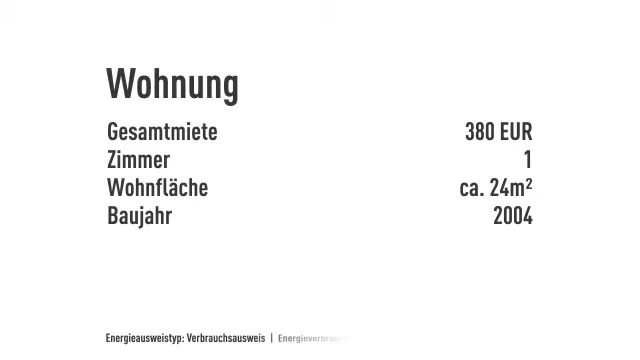 Wohnung
Gesamtmiete 380 EUR
Zimmer 1
Wohnfläche ca. 24m²
Baujahr 2004
Energieausweistyp: Verbrauchsausweis |